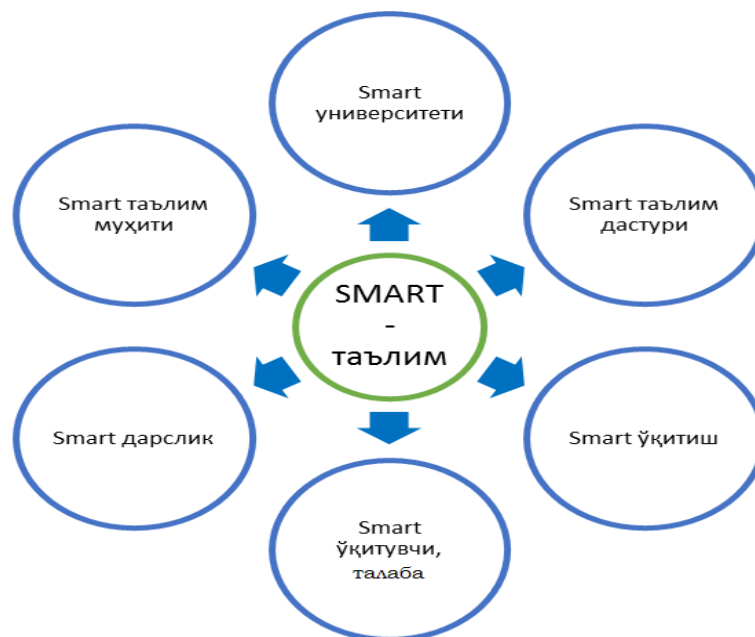 Smart
университети
Smart таълим
муҳити
Smart таълим
дастури
SMART
-
таълим
Smart дарслик
Smart ўқитиш
Smart
ўқитувчи,
талаба